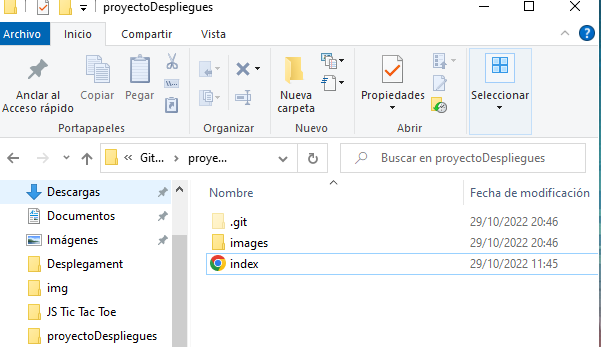 proyectoDespliegues
Archivo Inicio Compartir Vista
Anclar al Acceso rápido
Copiar
Pegar
Nueva carpeta
Propiedades
Seleccionar
Portapapeles Organizar Nuevo Abrir
« Git... › proye... Buscar en proyectoDespliegues
Nombre Fecha de modificación
Descargas
Documentos
Imágenes
Desplegament
img
JS Tic Tac Toe
proyectoDespliegues
.git 29/10/2022 20:46
images 29/10/2022 20:46
index 29/10/2022 11:45